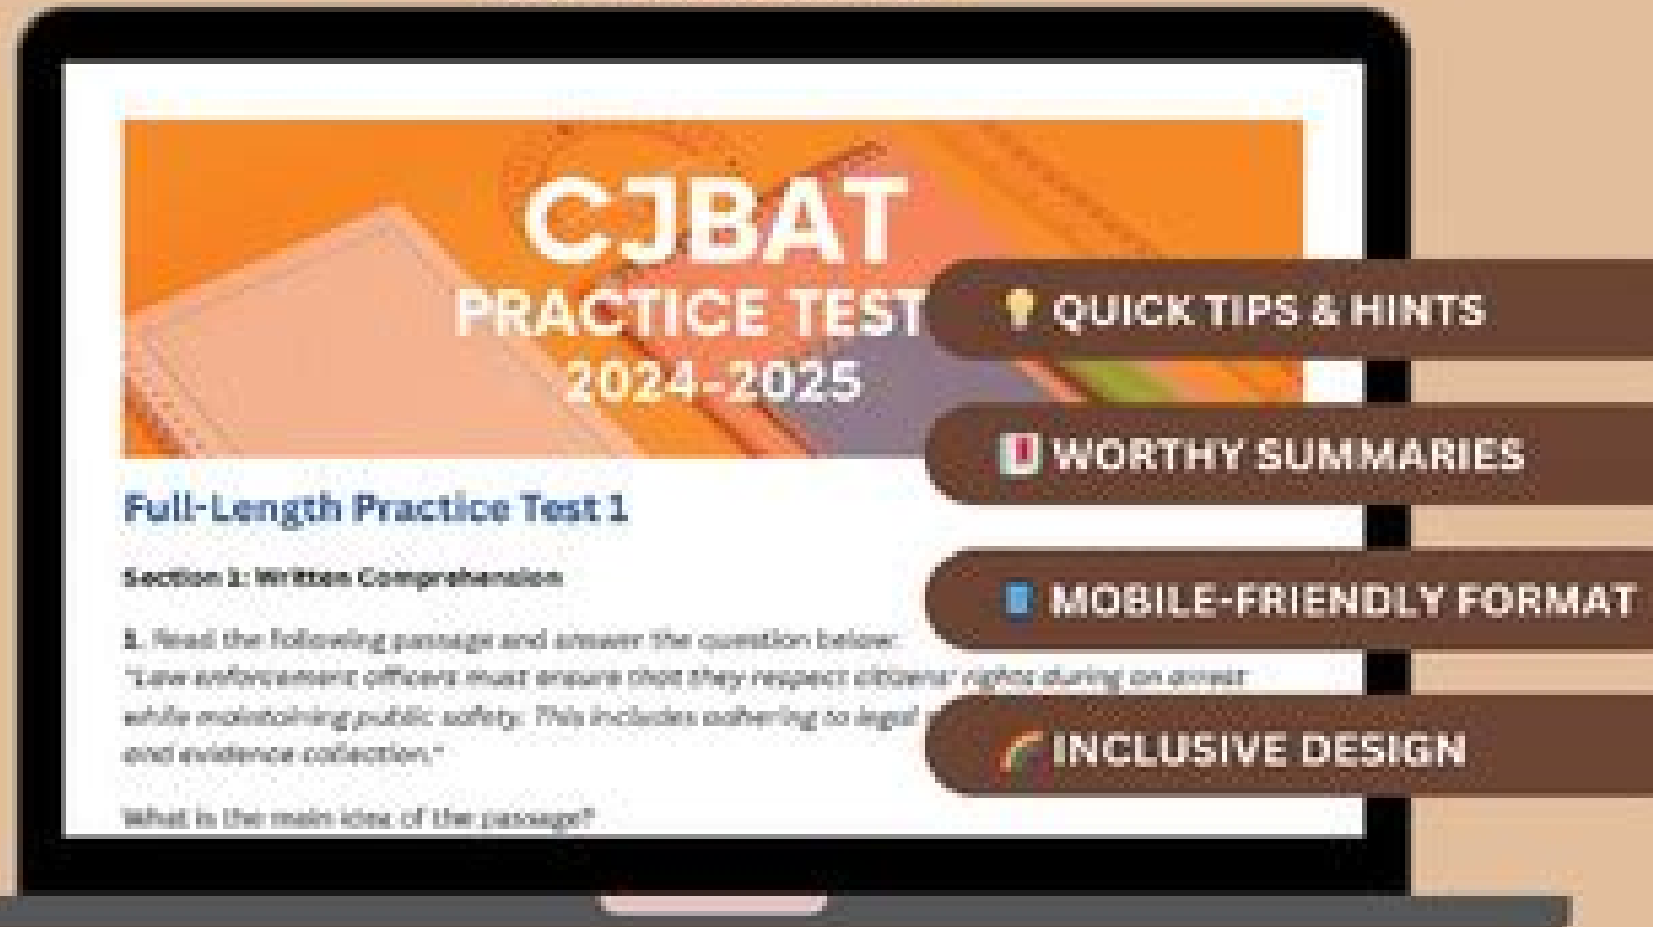 CJBAT
PRACTICE TEST
2024-2025
Full-Length Practice Test 1
Section 1: Written Comprehension
1. Read the following passage and answer the question below:
"Law enforcement officers must ensure that they respect citizens' rights during an arrest
while maintaining public safety. This includes adhering to legal
and evidence collection."
What is the main idea of the passage?
💡 QUICK TIPS & HINTS
WORTHY SUMMARIES
MOBILE-FRIENDLY FORMAT
INCLUSIVE DESIGN